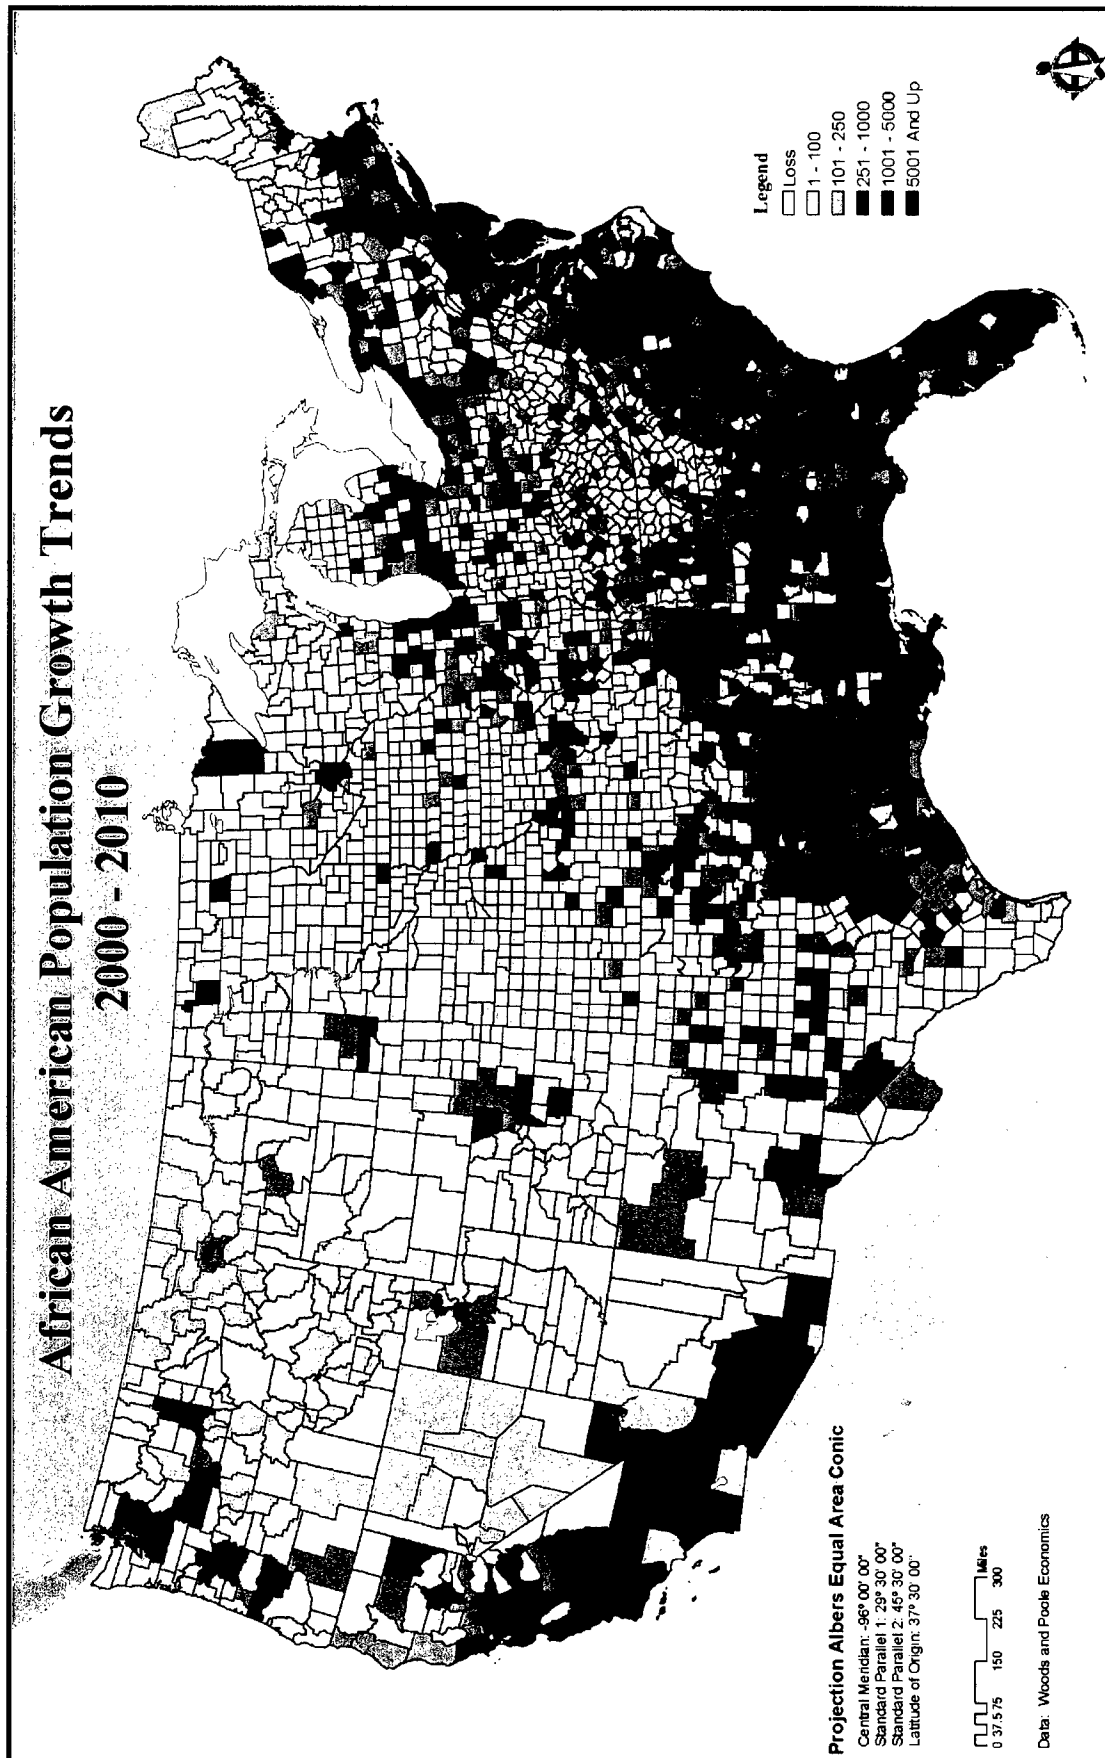 African American Population Growth Trends
2000 - 2010
Legend
Loss
1 - 100
101 - 250
251 - 1000
1001 - 5000
5001 And Up
Projection Albers Equal Area Conic
Central Meridian: -96° 00' 00"
Standard Parallel 1: 29° 30' 00"
Standard Parallel 2: 45° 30' 00"
Latitude of Origin: 37° 30' 00"
Miles
0 37.5 75 150 225 300
Data: Woods and Poole Economics